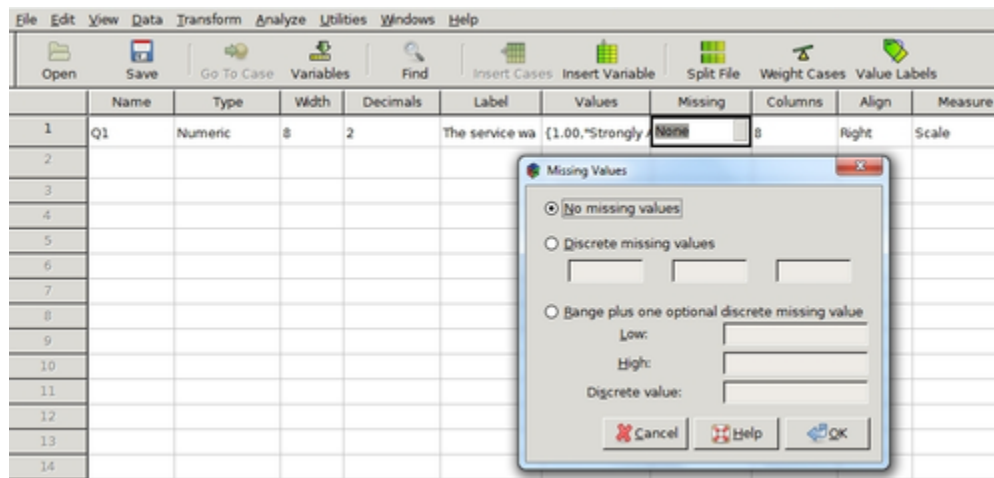 File Edit View Data Transform Analyze Utilities Windows Help
Open Save Go To Case Variables Find Insert Cases Insert Variable Split File Weight Cases Value Labels
Name Type Width Decimals Label Values Missing Columns Align Measure
1 Q1 Numeric 8 2 The service wa {1.00,"Strongly A None 8 Right Scale
2
Missing Values
3
No missing values
4
5
Discrete missing values
6
7
8
Range plus one optional discrete missing value
9
Low:
10
High:
11
Discrete value:
12
13
Cancel Help OK
14